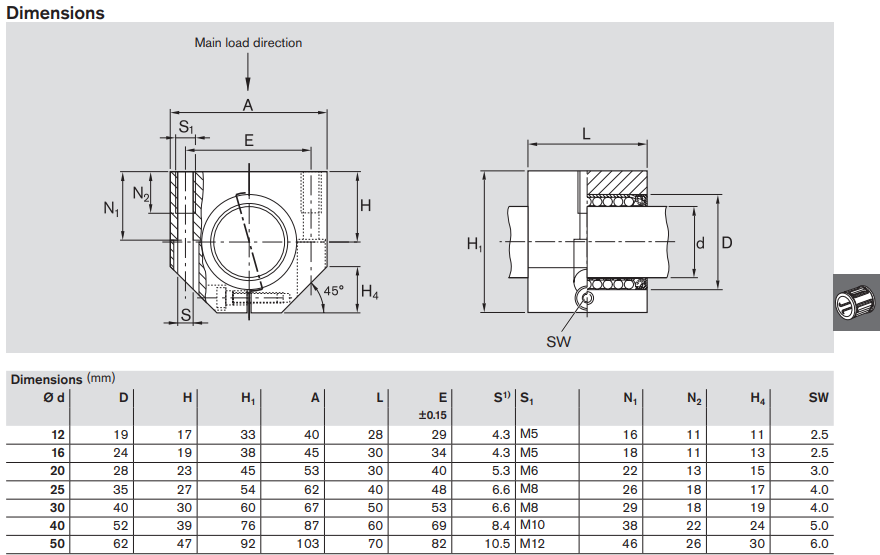 Dimensions
Main load direction
A
S₁
E
L
N₁
N₂
H
H₁
d
D
45°
H₄
S
SW
Dimensions (mm)
Ø d D H H₁ A L E S¹⁾ S₁ N₁ N₂ H₄ SW
±0.15
12 19 17 33 40 28 29 4.3 M5 16 11 11 2.5
16 24 19 38 45 30 34 4.3 M5 18 11 13 2.5
20 28 23 45 53 30 40 5.3 M6 22 13 15 3.0
25 35 27 54 62 40 48 6.6 M8 26 18 17 4.0
30 40 30 60 67 50 53 6.6 M8 29 18 19 4.0
40 52 39 76 87 60 69 8.4 M10 38 22 24 5.0
50 62 47 92 103 70 82 10.5 M12 46 26 30 6.0